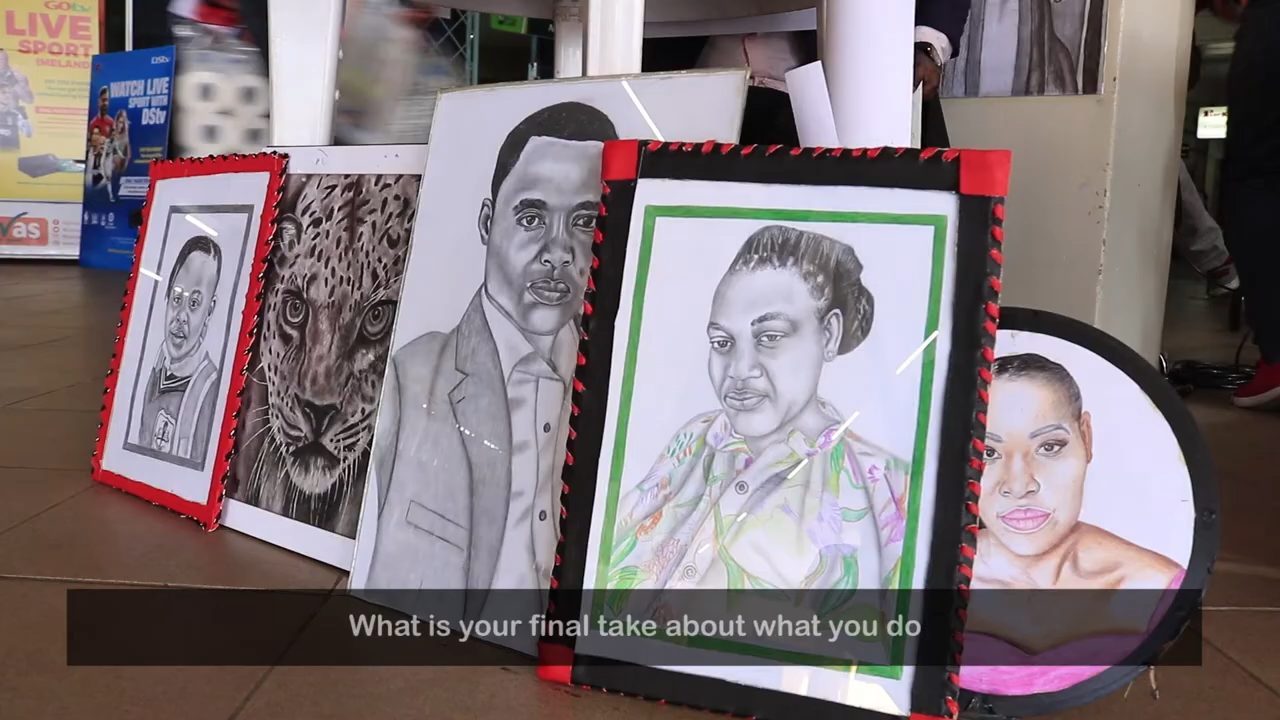 GOtv
LIVE
SPORT
IMELAND
DStv
WATCH LIVE
SPORT WITH
DStv
vas
What is your final take about what you do